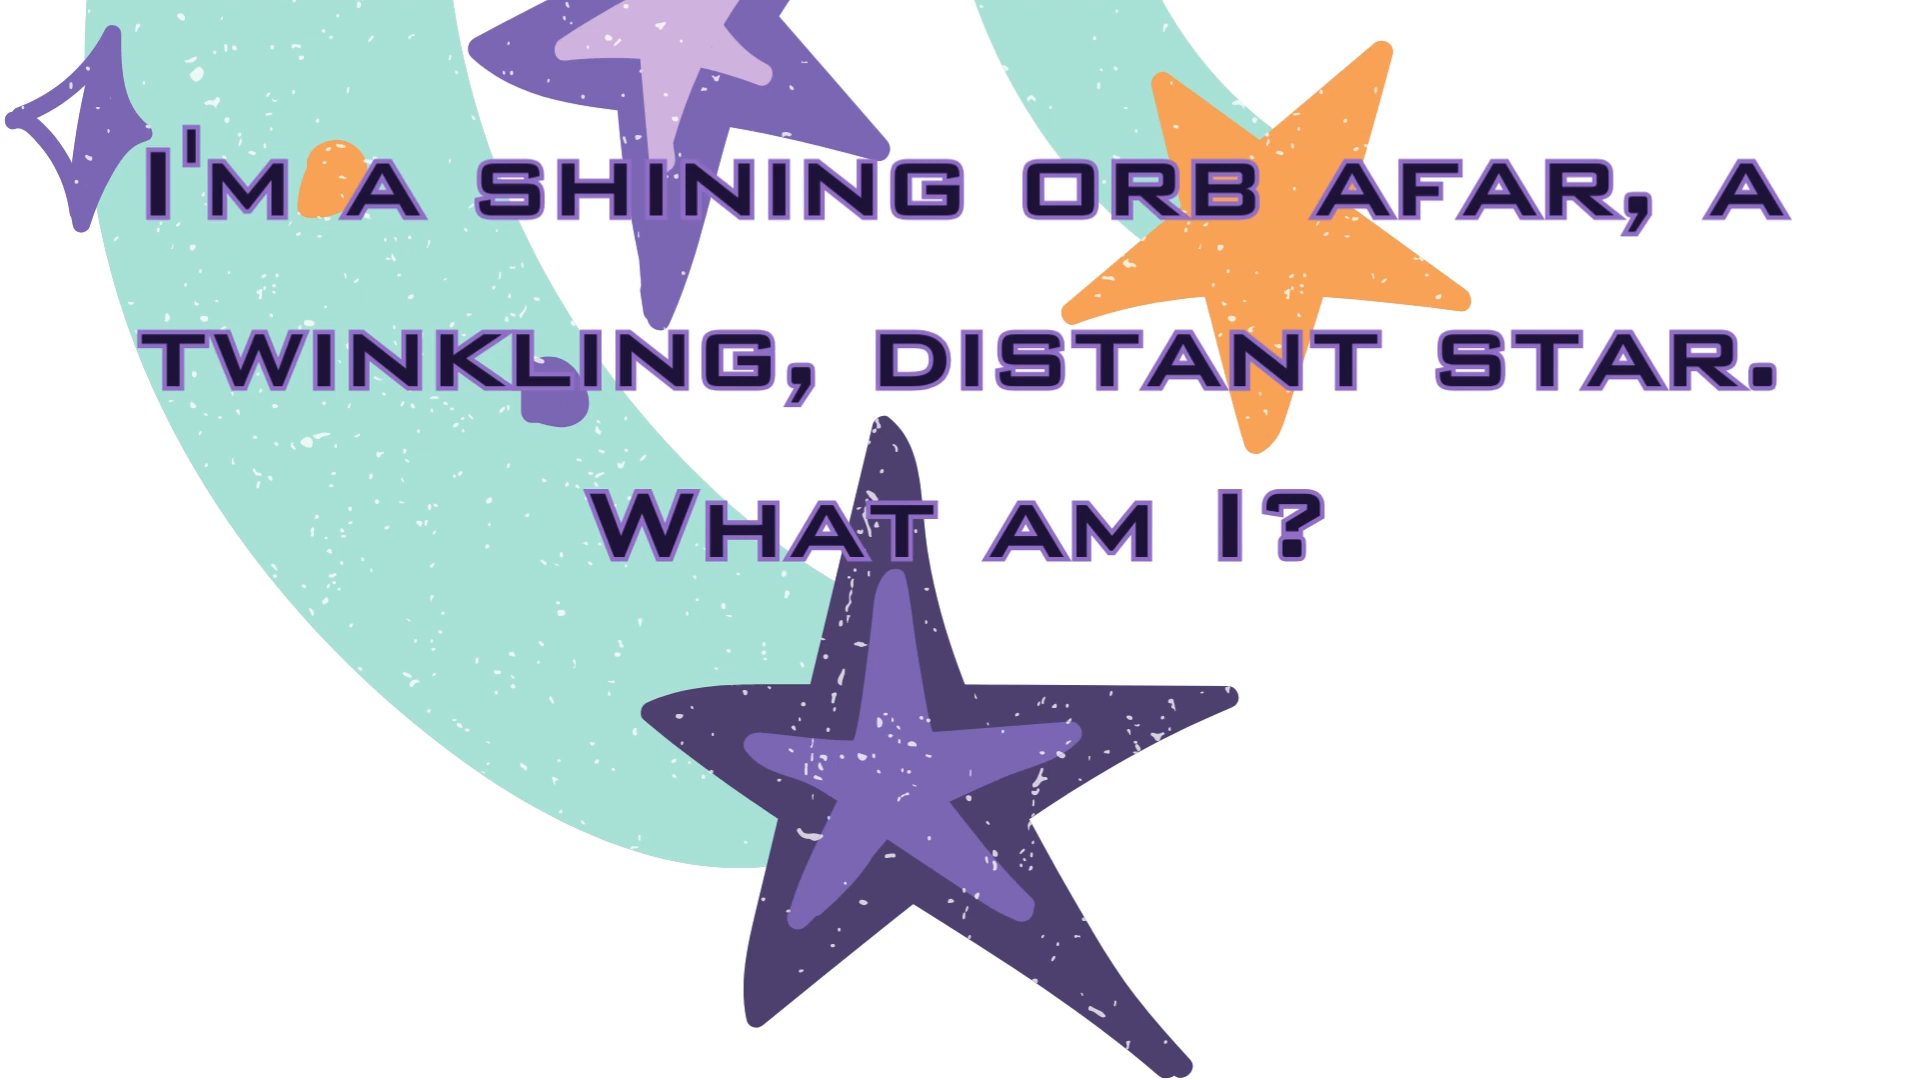 I'm a shining orb afar, a
twinkling, distant star.
What am I?